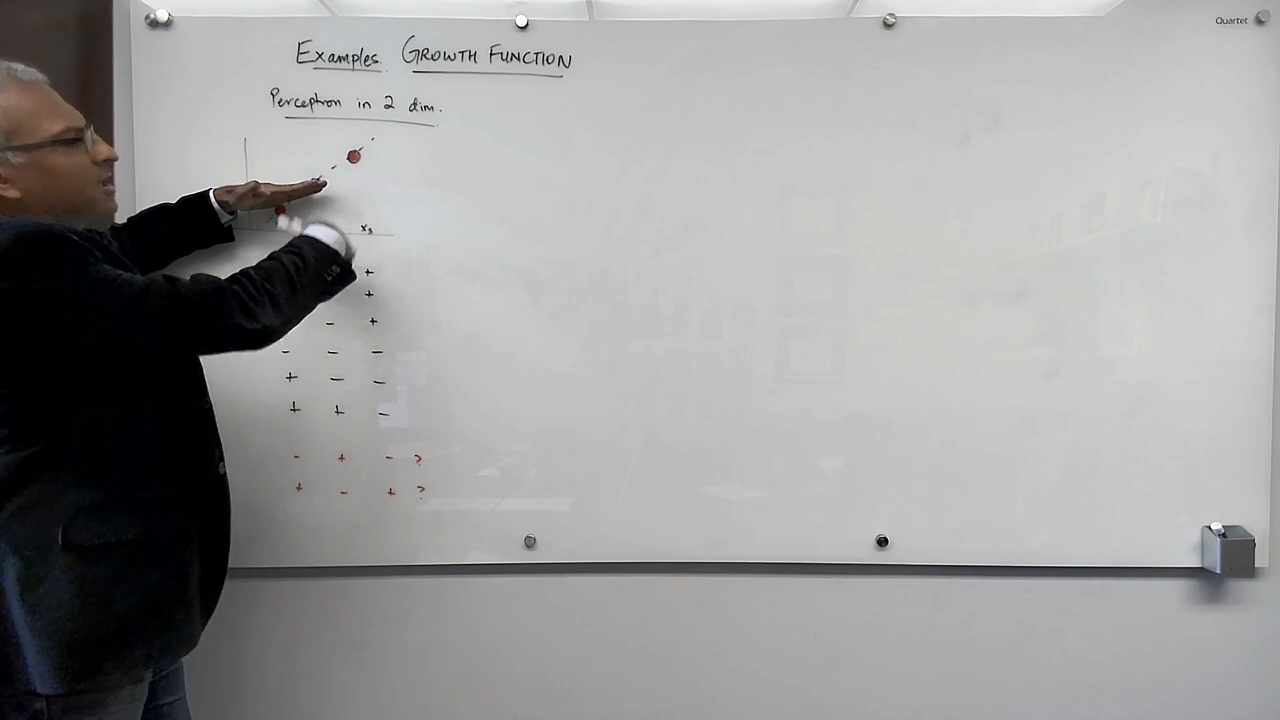 Quartet
Examples. GROWTH FUNCTION
Perceptron in 2 dim.
x₃
+
+
- +
- - -
+ - -
+ + -
- + - ?
+ - + ?